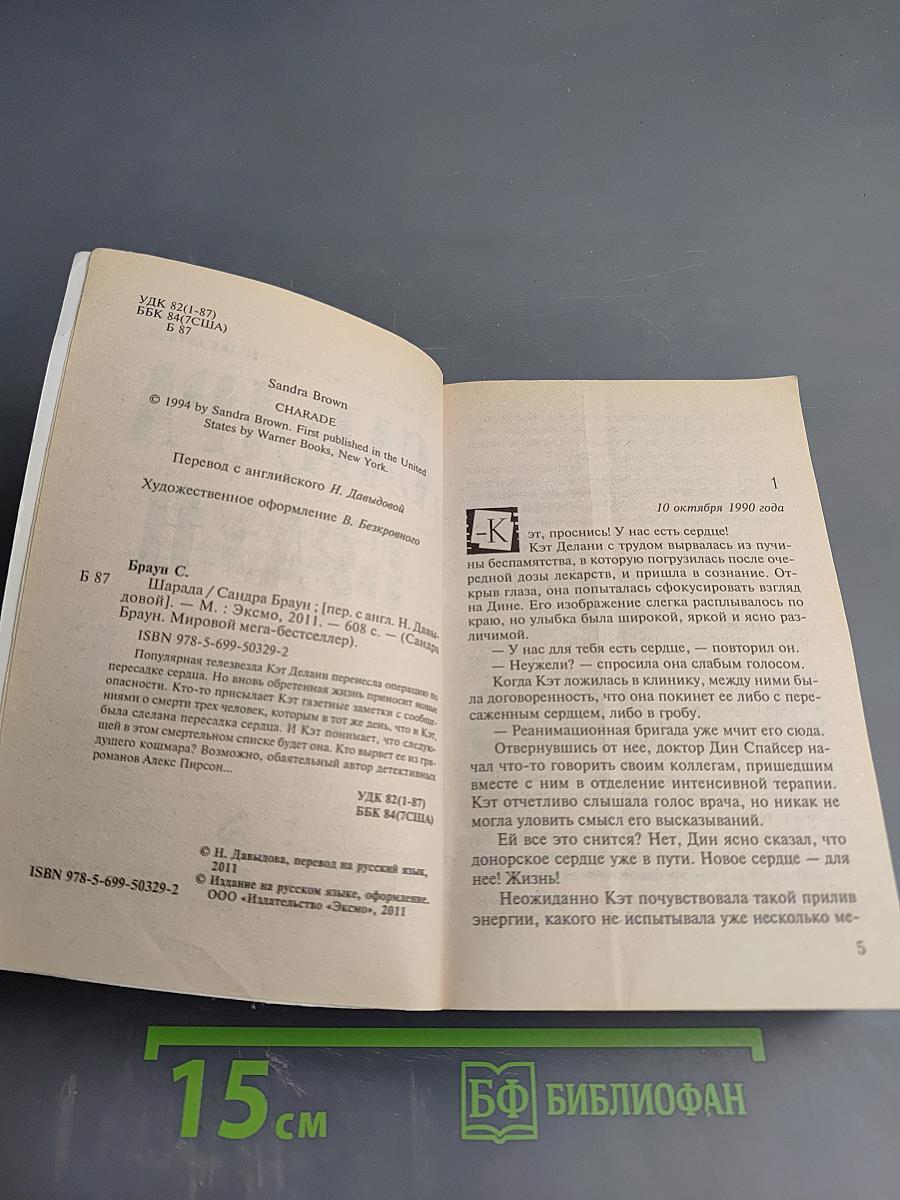 УДК 82(1-87)
ББК 84(7США)
Б 87
Sandra Brown
CHARADE
© 1994 by Sandra Brown. First published in the United
States by Warner Books, New York.
Перевод с английского Н. Давыдовой
Художественное оформление В. Безкровного
Браун С.
Б 87 Шарада / Сандра Браун ; [пер. с англ. Н. Давы-
довой]. — М. : Эксмо, 2011. — 608 с. — (Сандра
Браун. Мировой мега-бестселлер).
ISBN 978-5-699-50329-2
Популярная телезвезда Кэт Делани перенесла операцию по
пересадке сердца. Но вновь обретенная жизнь приносит новые
опасности. Кто-то присылает Кэт газетные заметки с сообще-
ниями о смерти трех человек, которым в тот же день, что и Кэт,
была сделана пересадка сердца. И Кэт понимает, что следую-
щей в этом смертельном списке будет она. Кто вырвет ее из гря-
дущего кошмара? Возможно, обаятельный автор детективных
романов Алекс Пирсон...
УДК 82(1-87)
ББК 84(7США)
© Н. Давыдова, перевод на русский язык,
2011
© Издание на русском языке, оформление.
ООО «Издательство «Эксмо», 2011
ISBN 978-5-699-50329-2
1
10 октября 1990 года
–Кэт, проснись! У нас есть сердце!
Кэт Делани с трудом вырвалась из пучи-
ны беспамятства, в которую погрузилась после оче-
редной дозы лекарств, и пришла в сознание. От-
крыв глаза, она попыталась сфокусировать взгляд
на Дине. Его изображение слегка расплывалось по
краю, но улыбка была широкой, яркой и ясно раз-
личимой.
— У нас для тебя есть сердце, — повторил он.
— Неужели? — спросила она слабым голосом.
Когда Кэт ложилась в клинику, между ними бы-
ла договоренность, что она покинет ее либо с пере-
саженным сердцем, либо в гробу.
— Реанимационная бригада уже мчит его сюда.
Отвернувшись от нее, доктор Дин Спайсер на-
чал что-то говорить своим коллегам, пришедшим
вместе с ним в отделение интенсивной терапии.
Кэт отчетливо слышала голос врача, но никак не
могла уловить смысл его высказываний.
Ей все это снится? Нет, Дин ясно сказал, что
донорское сердце уже в пути. Новое сердце — для
нее! Жизнь!
Неожиданно Кэт почувствовала такой прилив
энергии, какого не испытывала уже несколько ме-
5
15 см
БФ БИБЛИОФАН